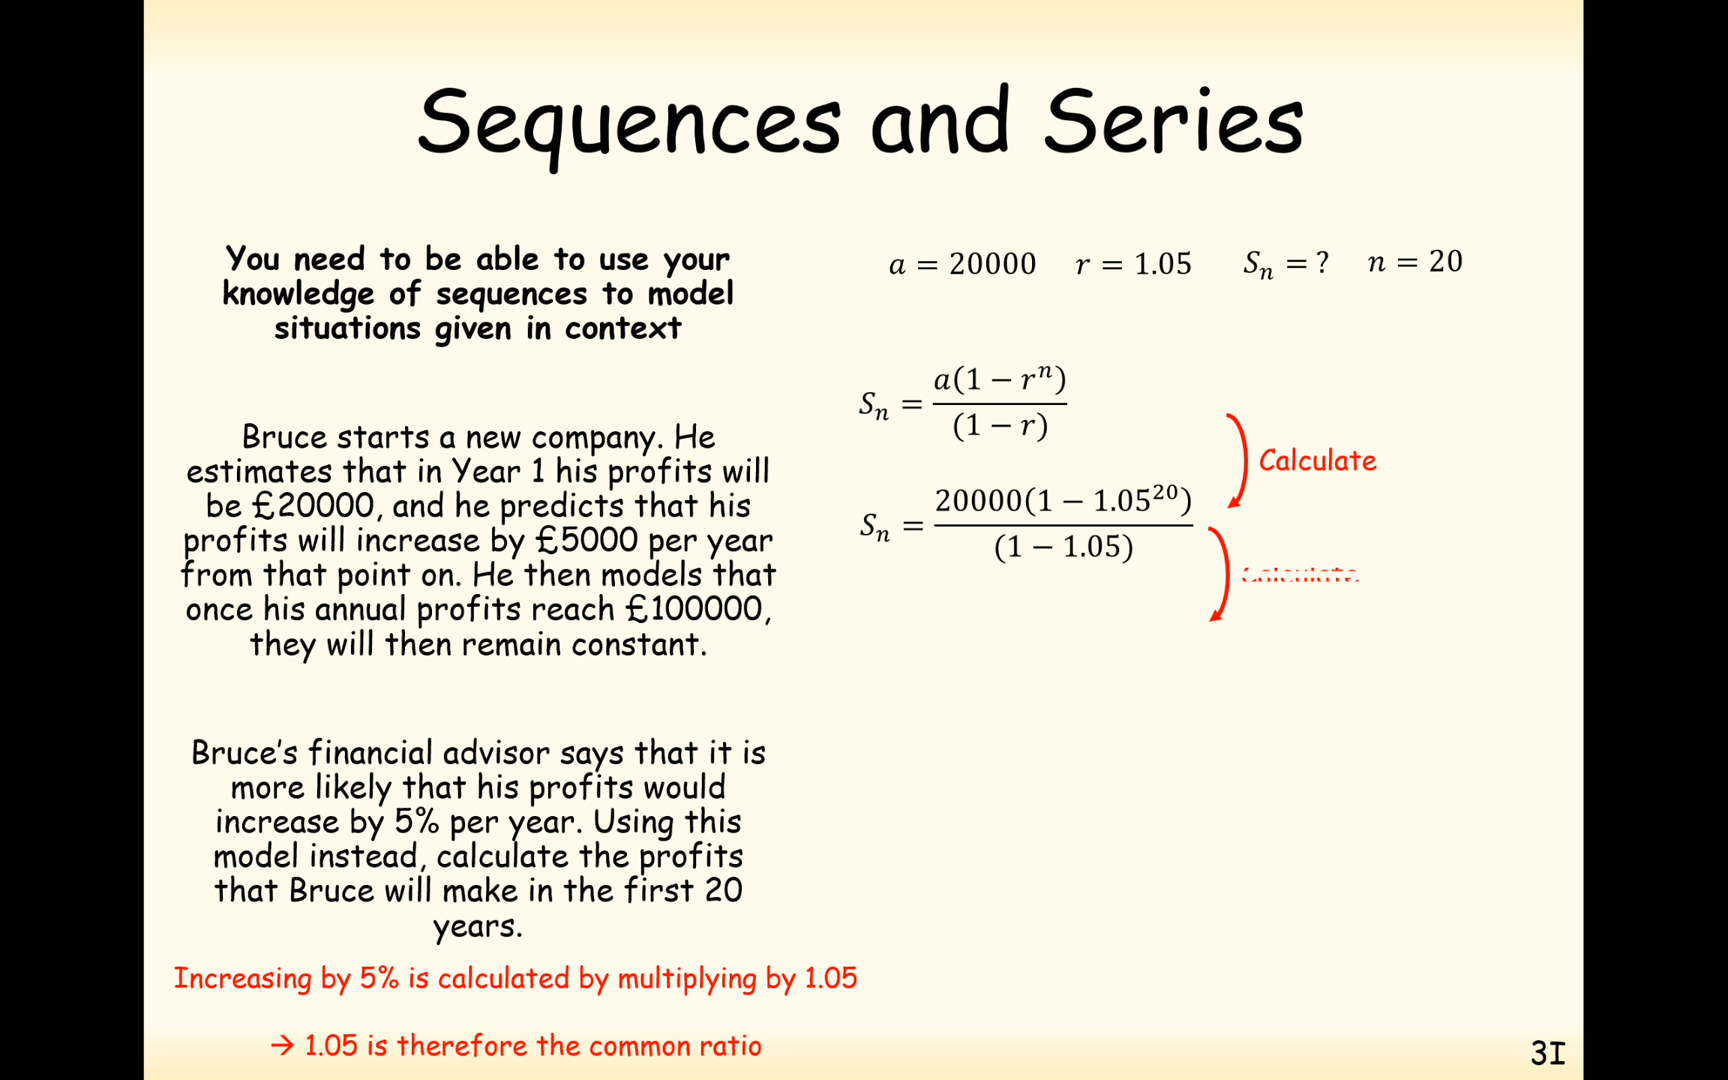 Sequences and Series
You need to be able to use your
knowledge of sequences to model
situations given in context
Bruce starts a new company. He
estimates that in Year 1 his profits will
be £20000, and he predicts that his
profits will increase by £5000 per year
from that point on. He then models that
once his annual profits reach £100000,
they will then remain constant.
Bruce’s financial advisor says that it is
more likely that his profits would
increase by 5% per year. Using this
model instead, calculate the profits
that Bruce will make in the first 20
years.
Increasing by 5% is calculated by multiplying by 1.05
→ 1.05 is therefore the common ratio
a = 20000 r = 1.05 Sₙ = ? n = 20
Sₙ = a(1 − rⁿ) / (1 − r)
Calculate
Sₙ = 20000(1 − 1.05²⁰) / (1 − 1.05)
3I